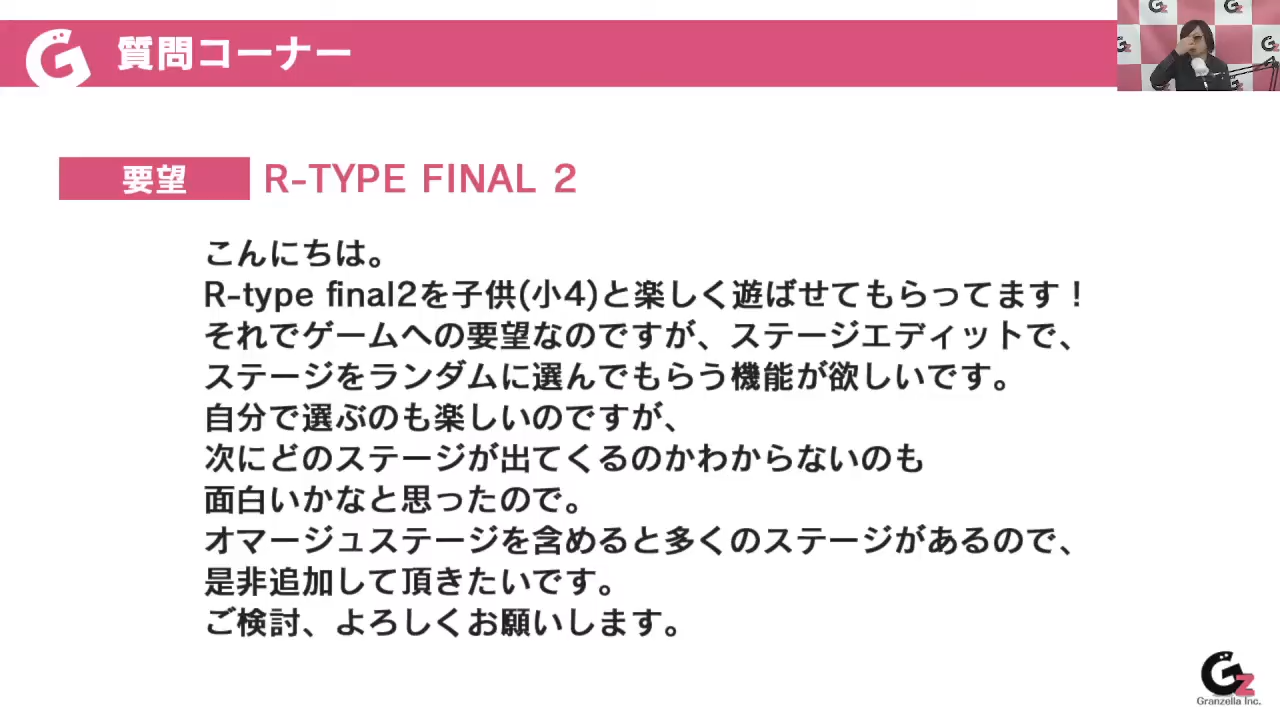 質問コーナー
要望 R-TYPE FINAL 2
こんにちは。
R-type final2を子供(小4)と楽しく遊ばせてもらってます！
それでゲームへの要望なのですが、ステージエディットで、
ステージをランダムに選んでもらう機能が欲しいです。
自分で選ぶのも楽しいのですが、
次にどのステージが出てくるのかわからないのも
面白いかなと思ったので。
オマージュステージを含めると多くのステージがあるので、
是非追加して頂きたいです。
ご検討、よろしくお願いします。
Gz
Granzella Inc.